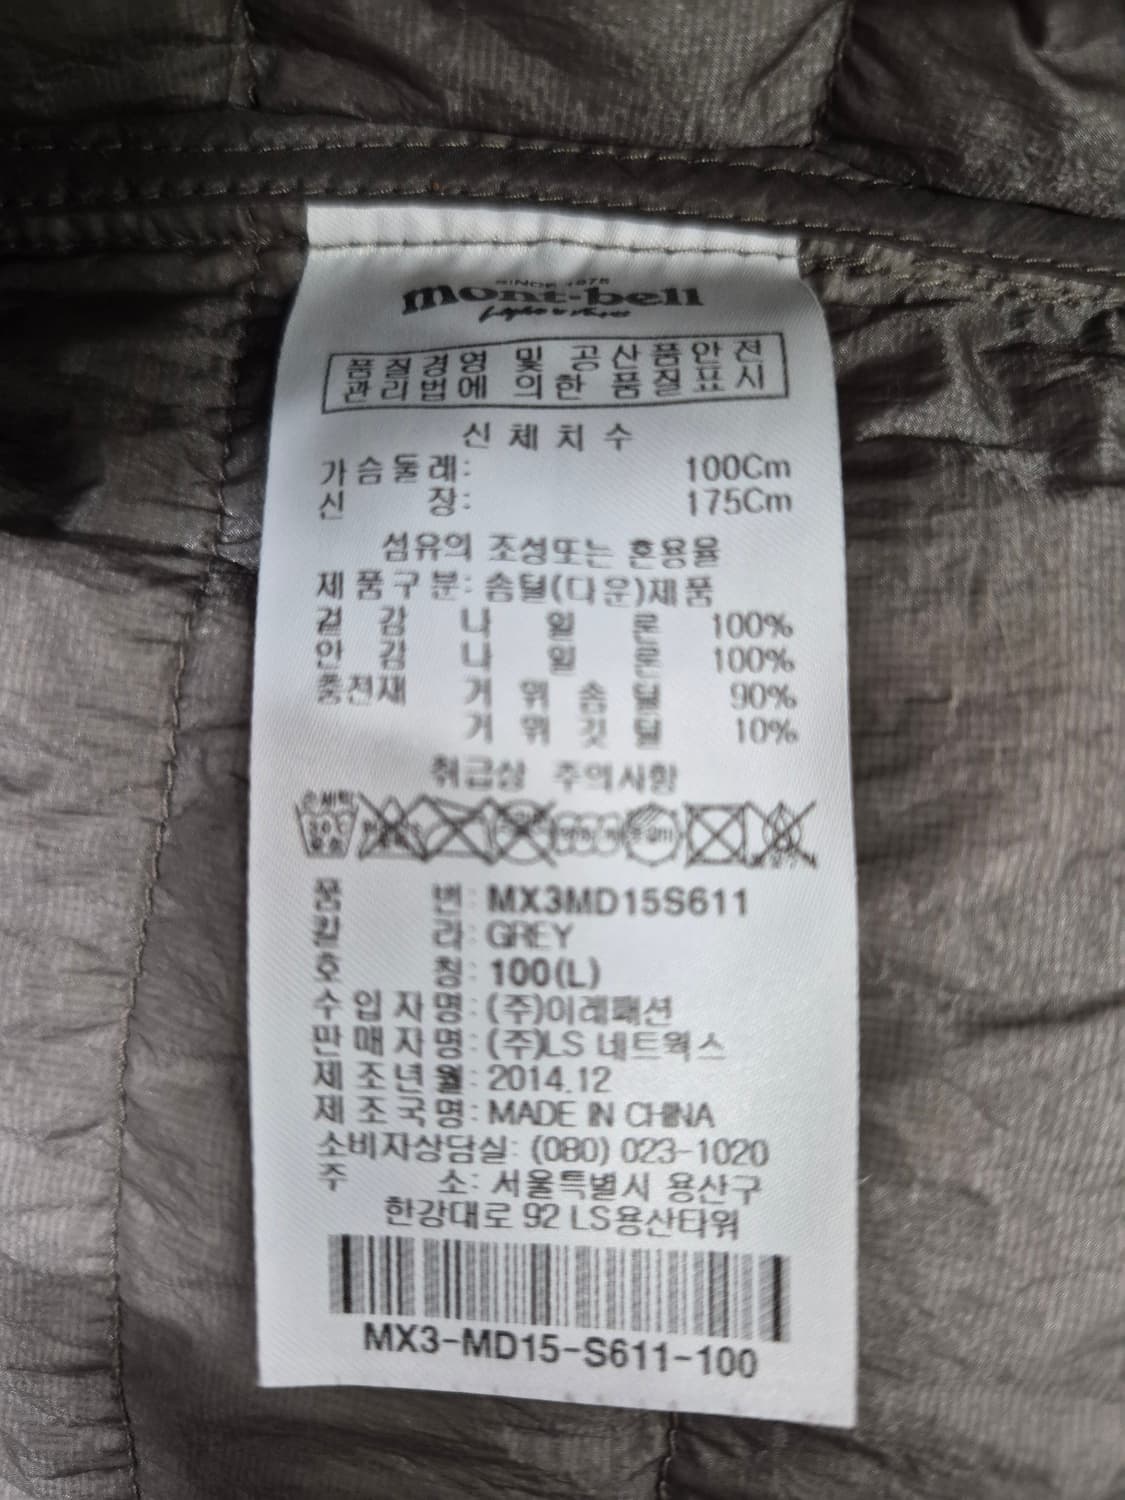 SINCE 1975
mont-bell
품질경영 및 공산품안전
관리법에 의한 품질표시
신체치수
가슴둘레: 100Cm
신장: 175Cm
섬유의 조성또는 혼용율
제품구분: 솜털(다운)제품
겉감 나일론 100%
안감 나일론 100%
충전재 거위솜털 90%
거위깃털 10%
취급상 주의사항
손세탁
품번: MX3MD15S611
칼라: GREY
호칭: 100(L)
수입자명: (주)이레패션
판매자명: (주)LS 네트웍스
제조년월: 2014.12
제조국명: MADE IN CHINA
소비자상담실: (080) 023-1020
주소: 서울특별시 용산구
한강대로 92 LS용산타워
MX3-MD15-S611-100